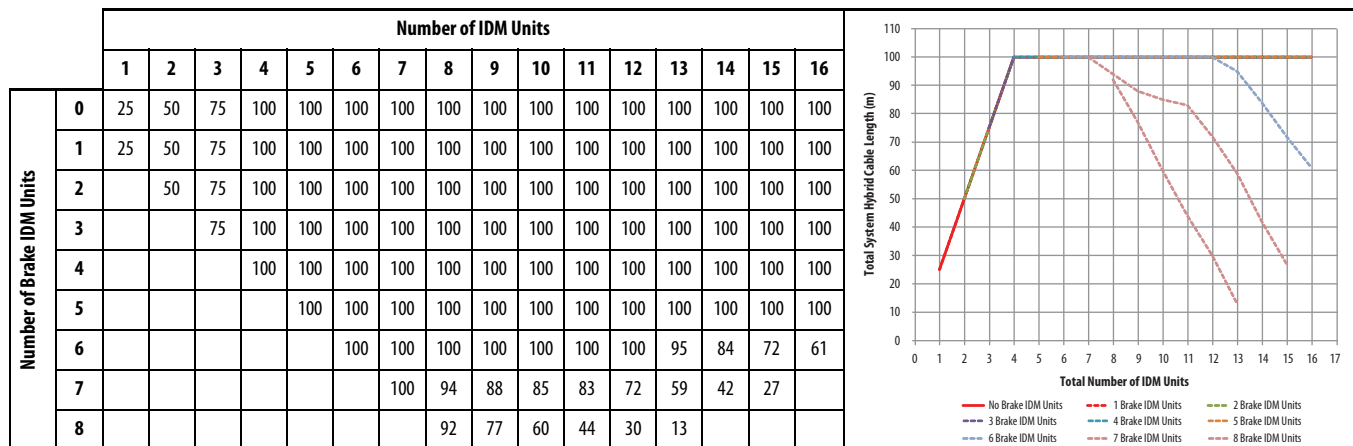 Number of IDM Units
1 2 3 4 5 6 7 8 9 10 11 12 13 14 15 16
Number of Brake IDM Units
0 25 50 75 100 100 100 100 100 100 100 100 100 100 100 100 100
1 25 50 75 100 100 100 100 100 100 100 100 100 100 100 100 100
2 50 75 100 100 100 100 100 100 100 100 100 100 100 100 100
3 75 100 100 100 100 100 100 100 100 100 100 100 100 100
4 100 100 100 100 100 100 100 100 100 100 100 100 100
5 100 100 100 100 100 100 100 100 100 100 100 100
6 100 100 100 100 100 100 100 95 84 72 61
7 100 94 88 85 83 72 59 42 27
8 92 77 60 44 30 13
Total System Hybrid Cable Length (m)
110
100
90
80
70
60
50
40
30
20
10
0
0 1 2 3 4 5 6 7 8 9 10 11 12 13 14 15 16 17
Total Number of IDM Units
No Brake IDM Units 1 Brake IDM Units 2 Brake IDM Units
3 Brake IDM Units 4 Brake IDM Units 5 Brake IDM Units
6 Brake IDM Units 7 Brake IDM Units 8 Brake IDM Units